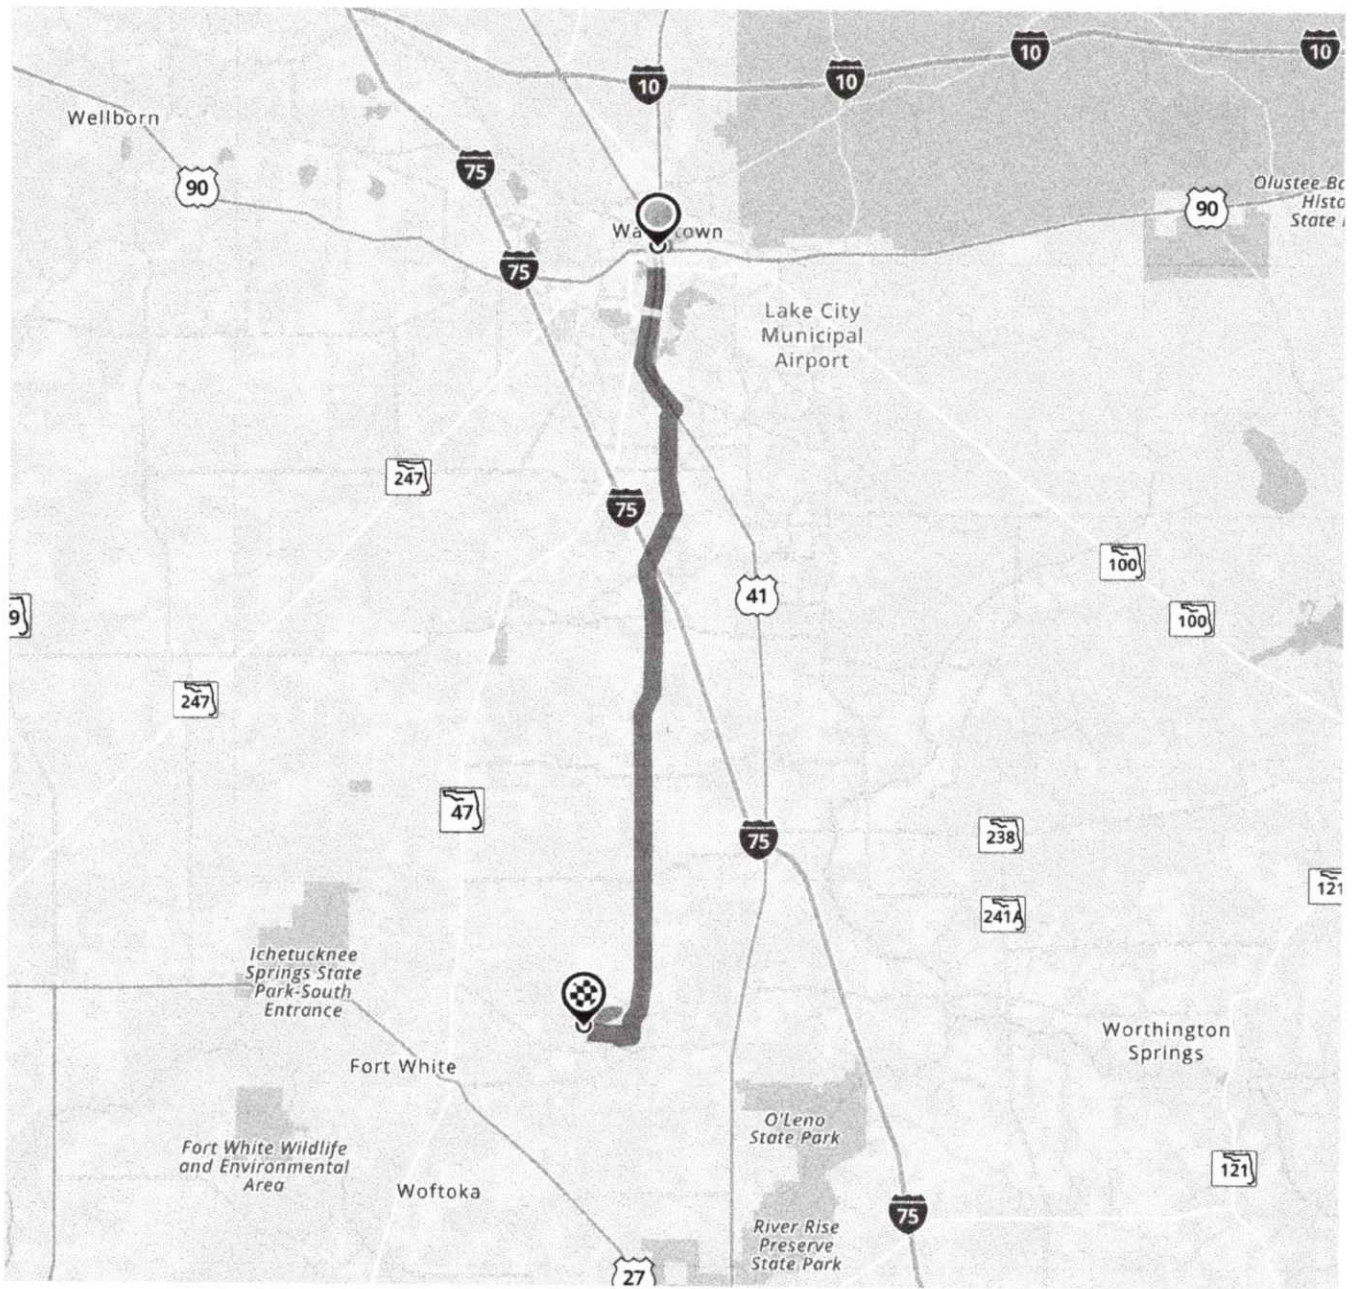 10
10
10
10
Wellborn
75
90
Olustee Ba
Histo
State
90
Wa town
75
Lake City
Municipal
Airport
247
75
100
41
9
100
247
47
75
238
121
241A
Ichetucknee
Springs State
Park-South
Entrance
Worthington
Springs
Fort White
O'Leno
State Park
Fort White Wildlife
and Environmental
Area
121
Woftoka
75
River Rise
Preserve
State Park
27